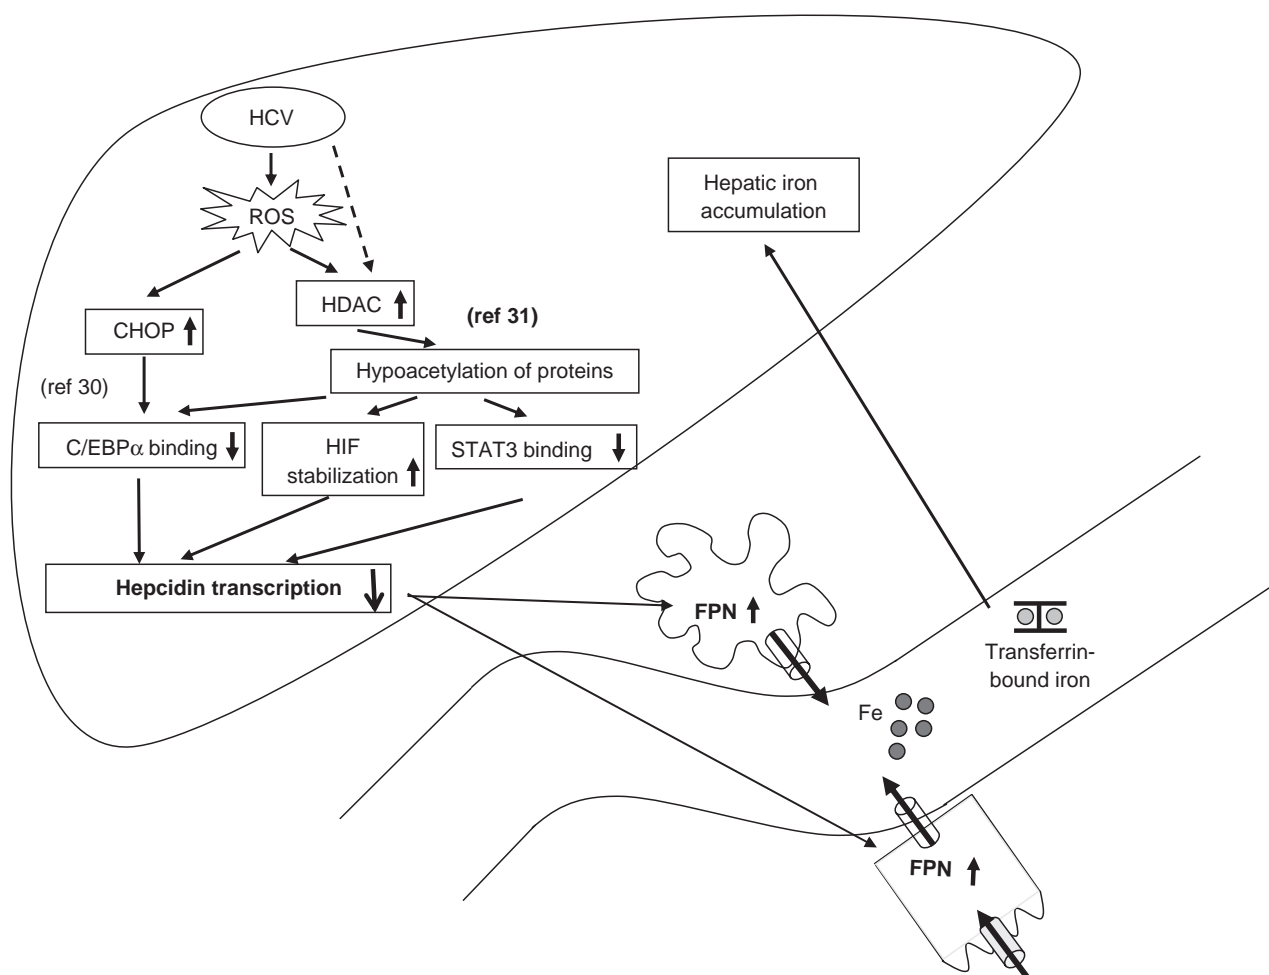 HCV
ROS
Hepatic iron
accumulation
HDAC
CHOP
(ref 31)
Hypoacetylation of proteins
(ref 30)
C/EBPα binding
HIF
stabilization
STAT3 binding
Hepcidin transcription
FPN
Transferrin-
bound iron
Fe
FPN